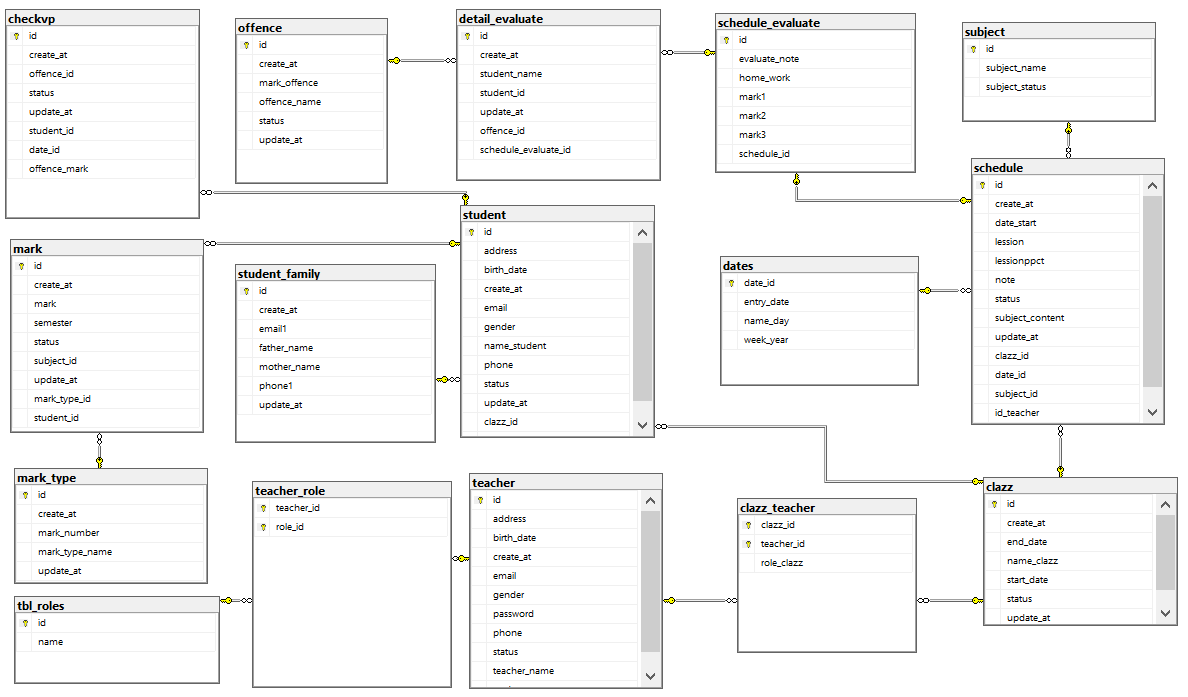 checkvp
id
create_at
offence_id
status
update_at
student_id
date_id
offence_mark
offence
id
create_at
mark_offence
offence_name
status
update_at
detail_evaluate
id
create_at
student_name
student_id
update_at
offence_id
schedule_evaluate_id
schedule_evaluate
id
evaluate_note
home_work
mark1
mark2
mark3
schedule_id
subject
id
subject_name
subject_status
mark
id
create_at
mark
semester
status
subject_id
update_at
mark_type_id
student_id
student_family
id
create_at
email1
father_name
mother_name
phone1
update_at
student
id
address
birth_date
create_at
email
gender
name_student
phone
status
update_at
clazz_id
dates
date_id
entry_date
name_day
week_year
schedule
id
create_at
date_start
lession
lessionppct
note
status
subject_content
update_at
clazz_id
date_id
subject_id
id_teacher
mark_type
id
create_at
mark_number
mark_type_name
update_at
tbl_roles
id
name
teacher_role
teacher_id
role_id
teacher
id
address
birth_date
create_at
email
gender
password
phone
status
teacher_name
clazz_teacher
clazz_id
teacher_id
role_clazz
clazz
id
create_at
end_date
name_clazz
start_date
status
update_at